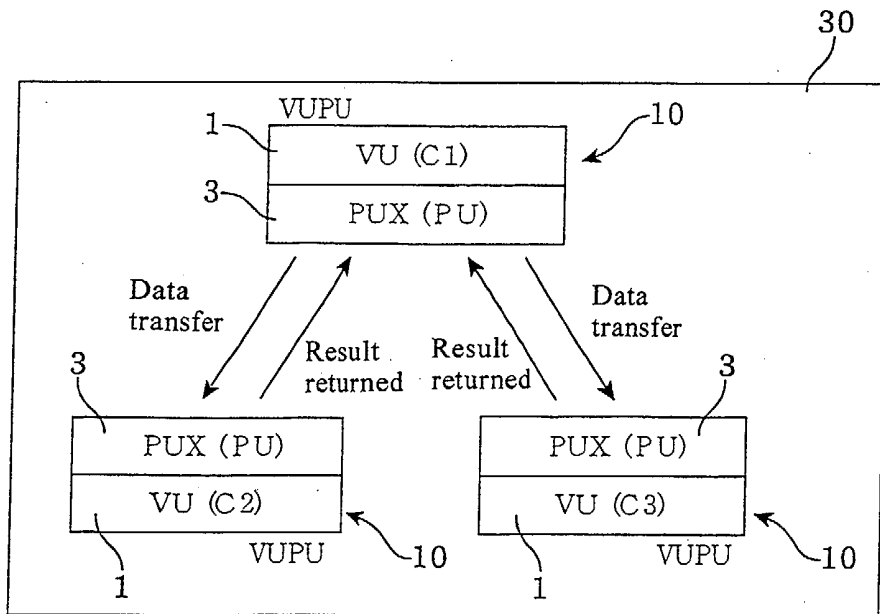 30
VUPU
1
VU (C1)
10
3
PUX (PU)
Data
transfer
Result
returned
Result
returned
Data
transfer
3
PUX (PU)
VU (C2)
1
VUPU
10
3
PUX (PU)
VU (C3)
1
VUPU
10